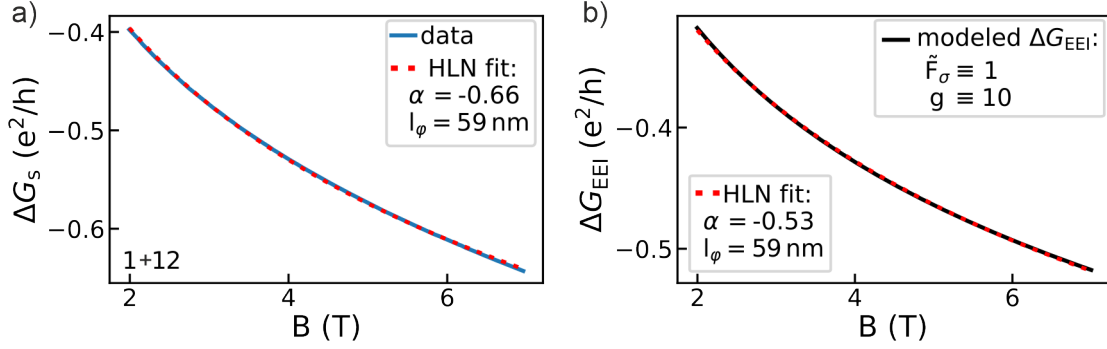 a)
ΔG_s (e²/h)
−0.4
−0.5
−0.6
data
HLN fit:
α = -0.66
l_φ = 59 nm
1+12
2
4
6
B (T)
b)
ΔG_EEI (e²/h)
−0.4
−0.5
modeled ΔG_EEI:
F̃_σ ≡ 1
g ≡ 10
HLN fit:
α = -0.53
l_φ = 59 nm
2
4
6
B (T)